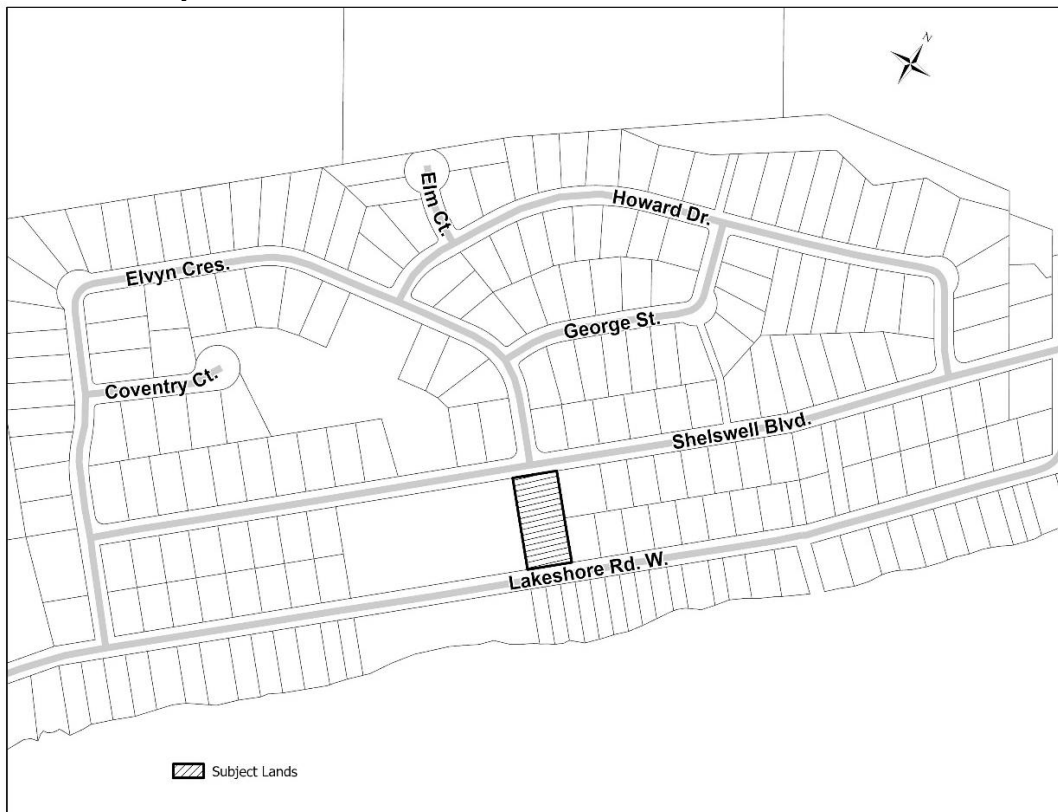 N
Elm Ct.
Howard Dr.
Elvyn Cres.
George St.
Coventry Ct.
Shelswell Blvd.
Lakeshore Rd. W.
Subject Lands